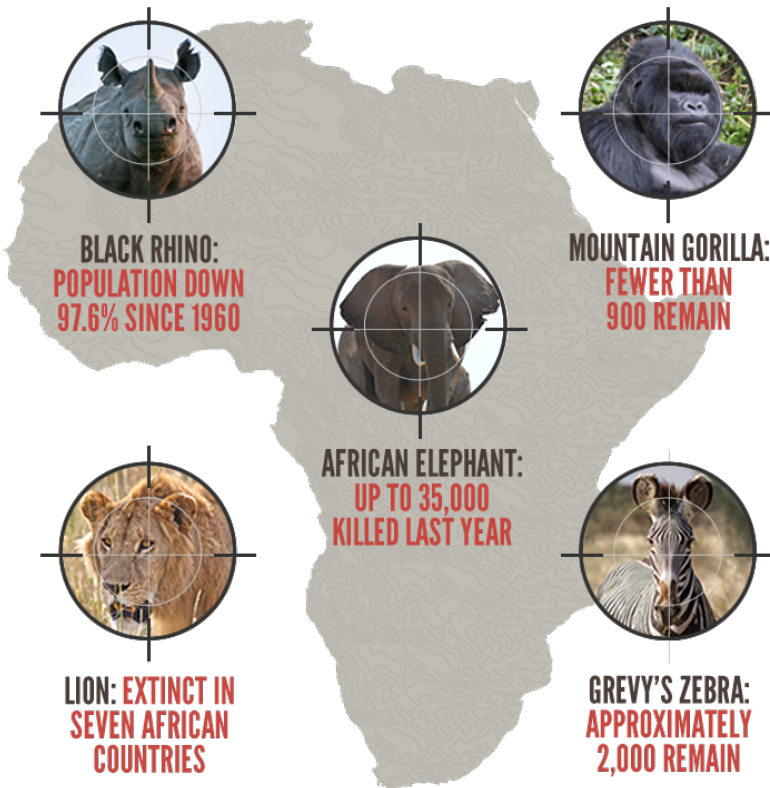 BLACK RHINO:
POPULATION DOWN
97.6% SINCE 1960
MOUNTAIN GORILLA:
FEWER THAN
900 REMAIN
AFRICAN ELEPHANT:
UP TO 35,000
KILLED LAST YEAR
LION: EXTINCT IN
SEVEN AFRICAN
COUNTRIES
GREVY'S ZEBRA:
APPROXIMATELY
2,000 REMAIN